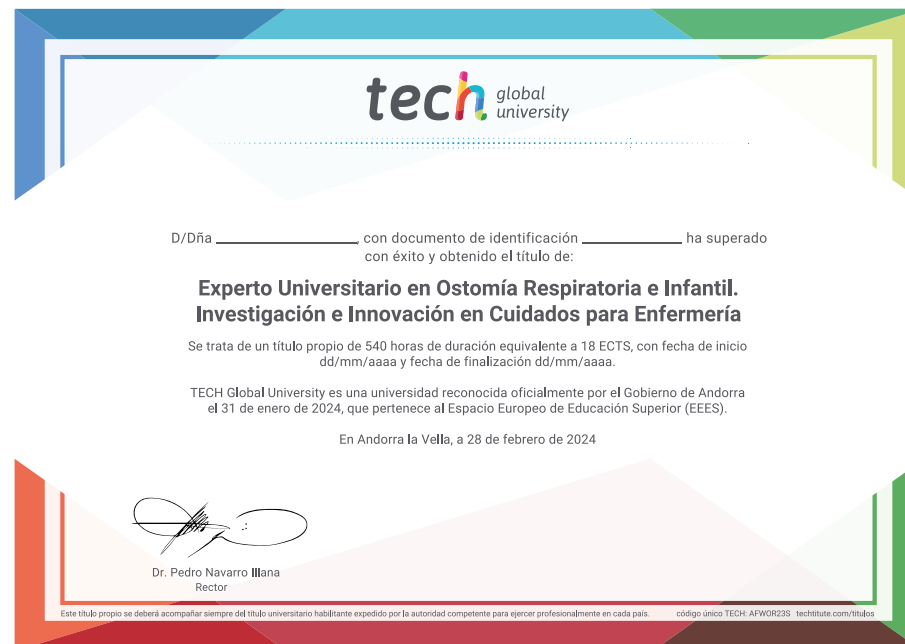 tech global
university
D/Dña ____________, con documento de identificación ____________ ha superado
con éxito y obtenido el título de:
Experto Universitario en Ostomía Respiratoria e Infantil.
Investigación e Innovación en Cuidados para Enfermería
Se trata de un título propio de 540 horas de duración equivalente a 18 ECTS, con fecha de inicio
dd/mm/aaaa y fecha de finalización dd/mm/aaaa.
TECH Global University es una universidad reconocida oficialmente por el Gobierno de Andorra
el 31 de enero de 2024, que pertenece al Espacio Europeo de Educación Superior (EEES).
En Andorra la Vella, a 28 de febrero de 2024
Dr. Pedro Navarro Illana
Rector
Este título propio se deberá acompañar siempre del título universitario habilitante expedido por la autoridad competente para ejercer profesionalmente en cada país. código único TECH: AFWOR23S techtitute.com/titulos